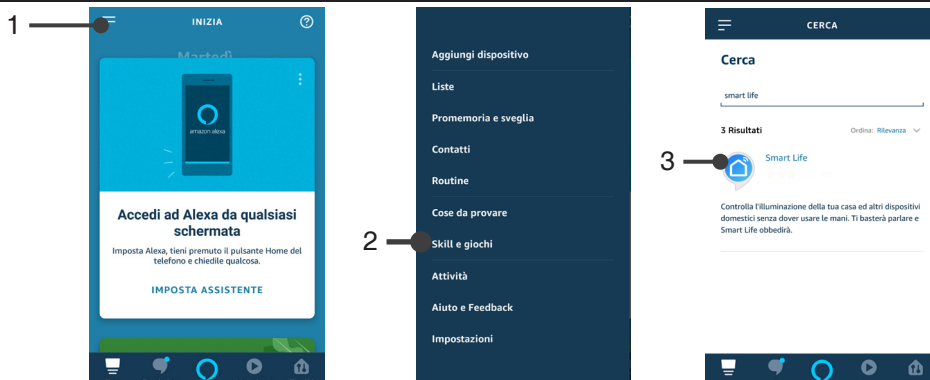 1
INIZIA
Martedì
amazon alexa
Accedi ad Alexa da qualsiasi
schermata
Imposta Alexa, tieni premuto il pulsante Home del
telefono e chiedile qualcosa.
IMPOSTA ASSISTENTE
2
Aggiungi dispositivo
Liste
Promemoria e sveglia
Contatti
Routine
Cose da provare
Skill e giochi
Attività
Aiuto e Feedback
Impostazioni
3
CERCA
Cerca
smart life
3 Risultati
Ordina: Rilevanza
Smart Life
Controlla l'illuminazione della tua casa ed altri dispositivi
domestici senza dover usare le mani. Ti basterà parlare e
Smart Life obbedirà.